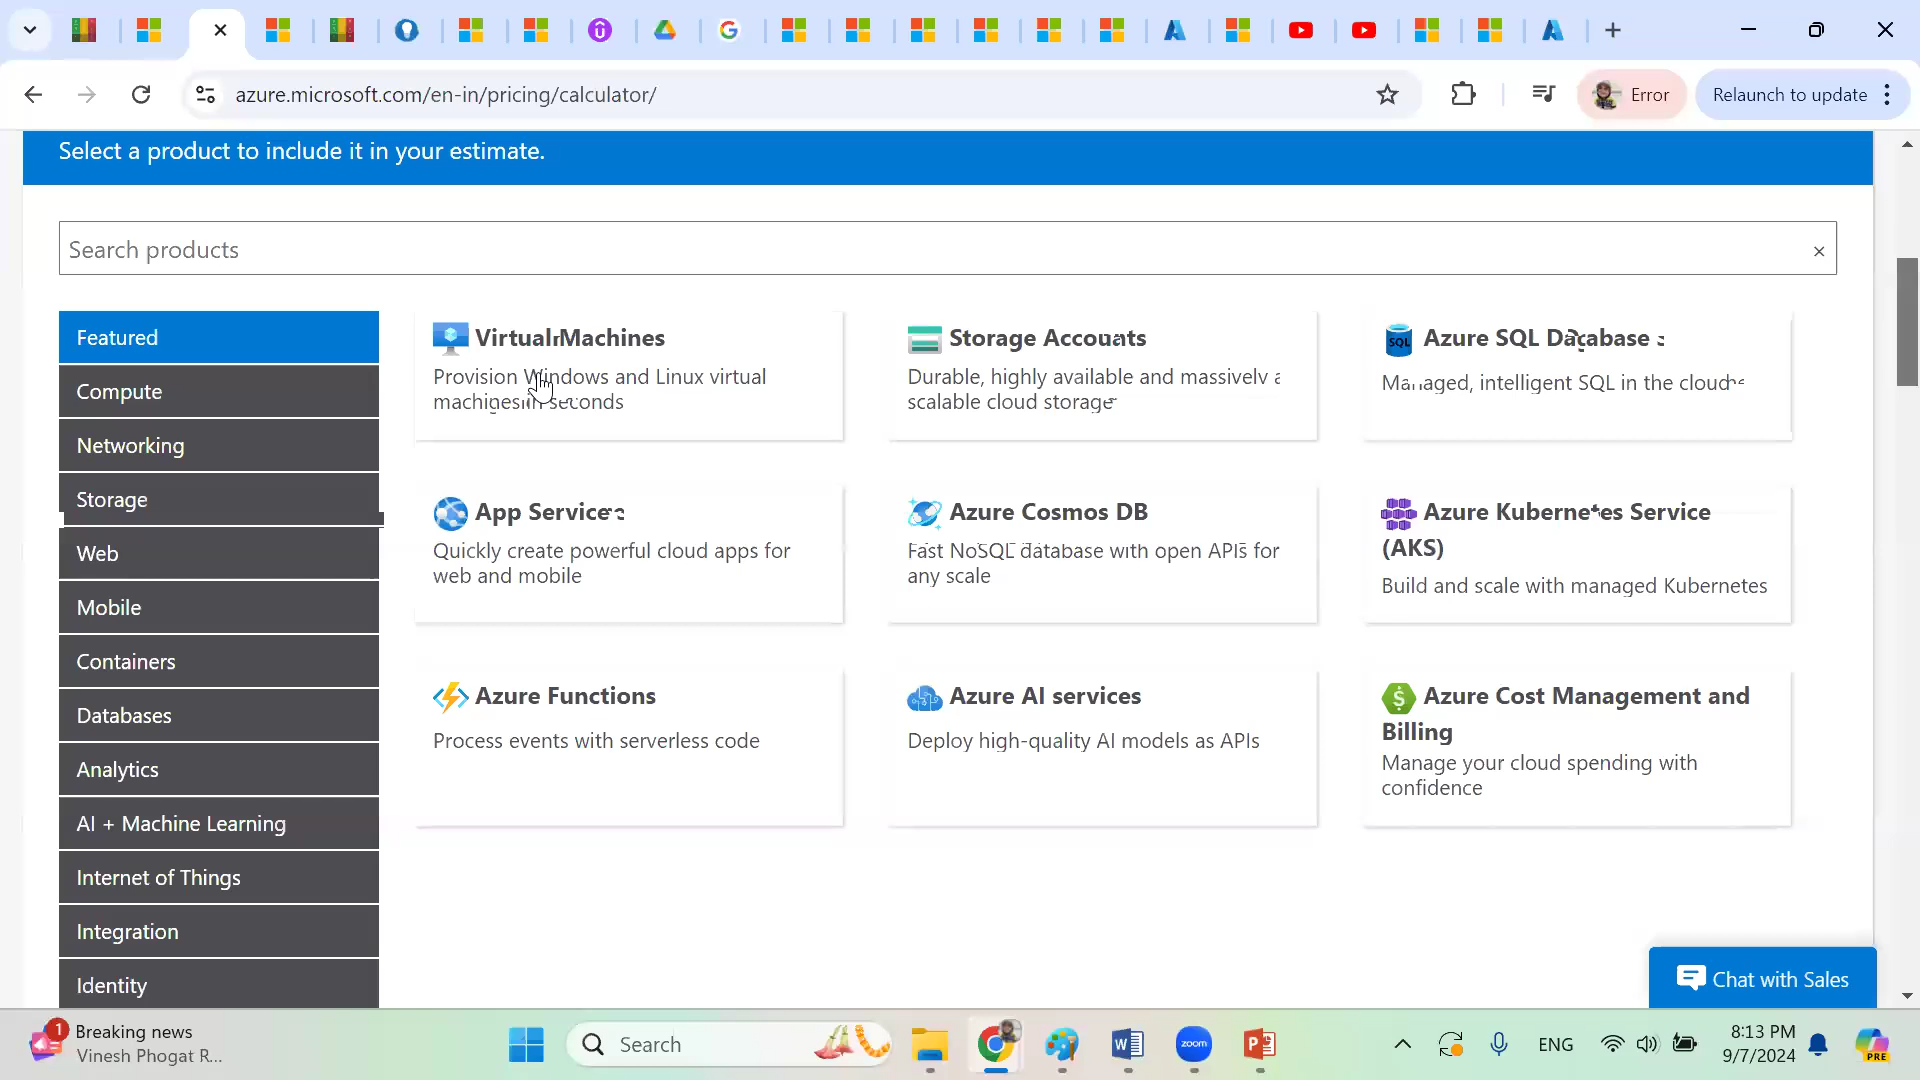 azure.microsoft.com/en-in/pricing/calculator/
Error
Relaunch to update
Select a product to include it in your estimate.
Search products
Featured
Compute
Networking
Storage
Web
Mobile
Containers
Databases
Analytics
AI + Machine Learning
Internet of Things
Integration
Identity
Virtual Machines
Provision Windows and Linux virtual
machines in seconds
Storage Accounts
Durable, highly available and massively
scalable cloud storage
SQL
Azure SQL Database
Managed, intelligent SQL in the cloud
App Service
Quickly create powerful cloud apps for
web and mobile
Azure Cosmos DB
Fast NoSQL database with open APIs for
any scale
Azure Kubernetes Service
(AKS)
Build and scale with managed Kubernetes
Azure Functions
Process events with serverless code
Azure AI services
Deploy high-quality AI models as APIs
Azure Cost Management and
Billing
Manage your cloud spending with
confidence
Chat with Sales
1
Breaking news
Vinesh Phogat R...
Search
zoom
ENG
8:13 PM
9/7/2024
PRE